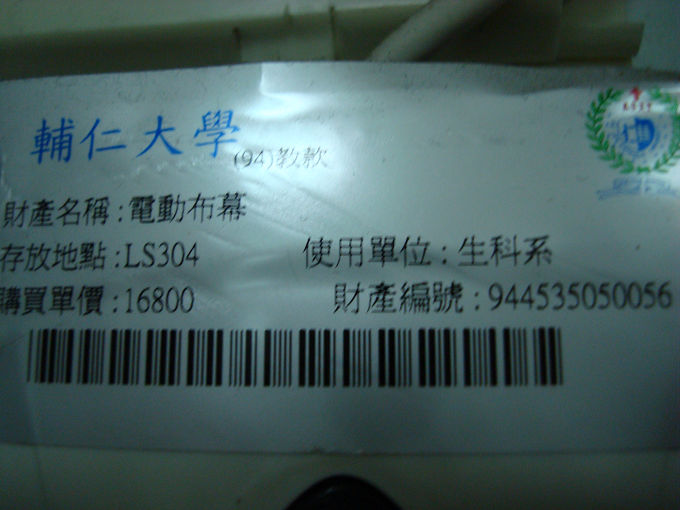 輔仁大學 (94)教款
財產名稱:電動布幕
存放地點:LS304 使用單位:生科系
購買單價:16800 財產編號:944535050056